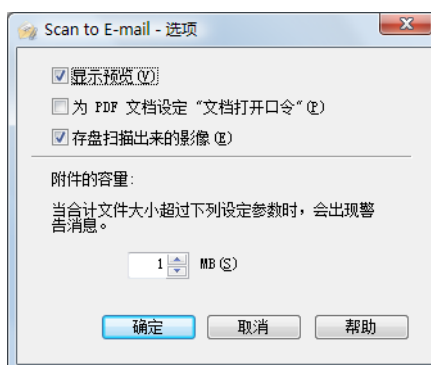 Scan to E-mail - 选项
显示预览(V)
为 PDF 文档设定 “文档打开口令“(P)
存盘扫描出来的影像(E)
附件的容量:
当合计文件大小超过下列设定参数时，会出现警
告消息。
1 MB(S)
确定 取消 帮助